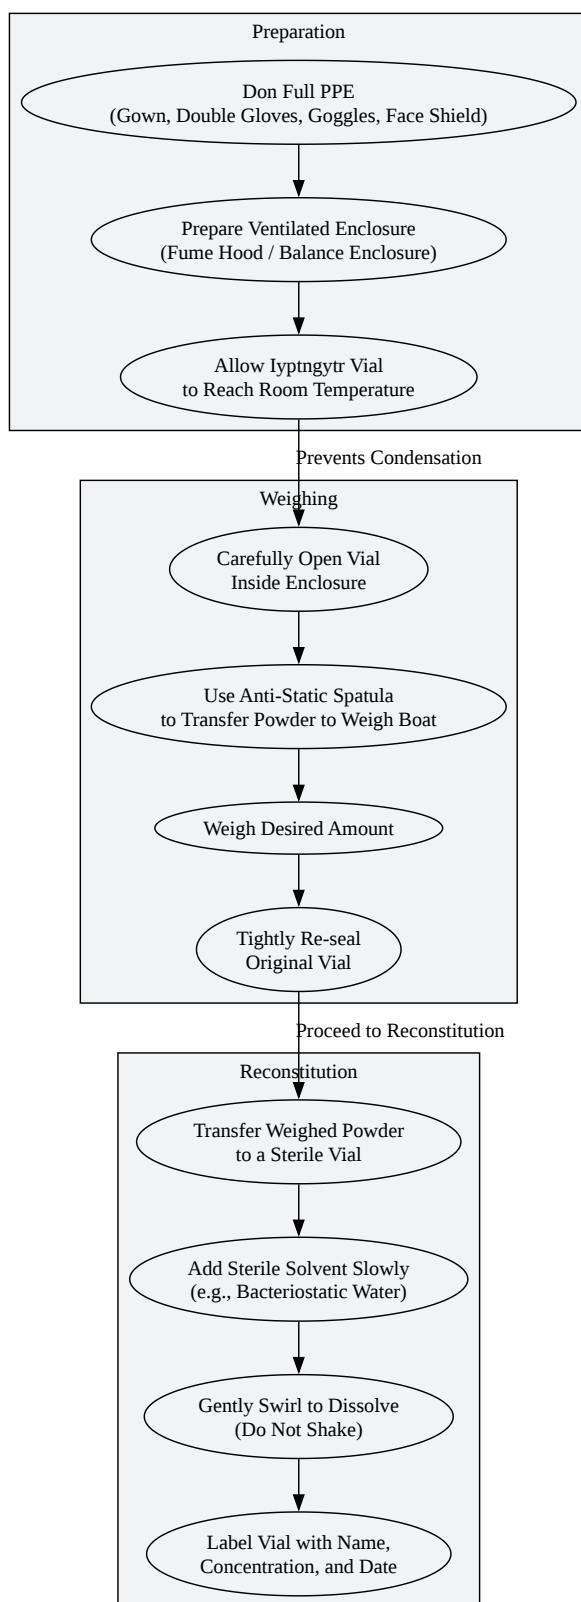 Preparation
Don Full PPE
(Gown, Double Gloves, Goggles, Face Shield)
Prepare Ventilated Enclosure
(Fume Hood / Balance Enclosure)
Allow Iyptngytr Vial
to Reach Room Temperature
Prevents Condensation
Weighing
Carefully Open Vial
Inside Enclosure
Use Anti-Static Spatula
to Transfer Powder to Weigh Boat
Weigh Desired Amount
Tightly Re-seal
Original Vial
Proceed to Reconstitution
Reconstitution
Transfer Weighed Powder
to a Sterile Vial
Add Sterile Solvent Slowly
(e.g., Bacteriostatic Water)
Gently Swirl to Dissolve
(Do Not Shake)
Label Vial with Name,
Concentration, and Date